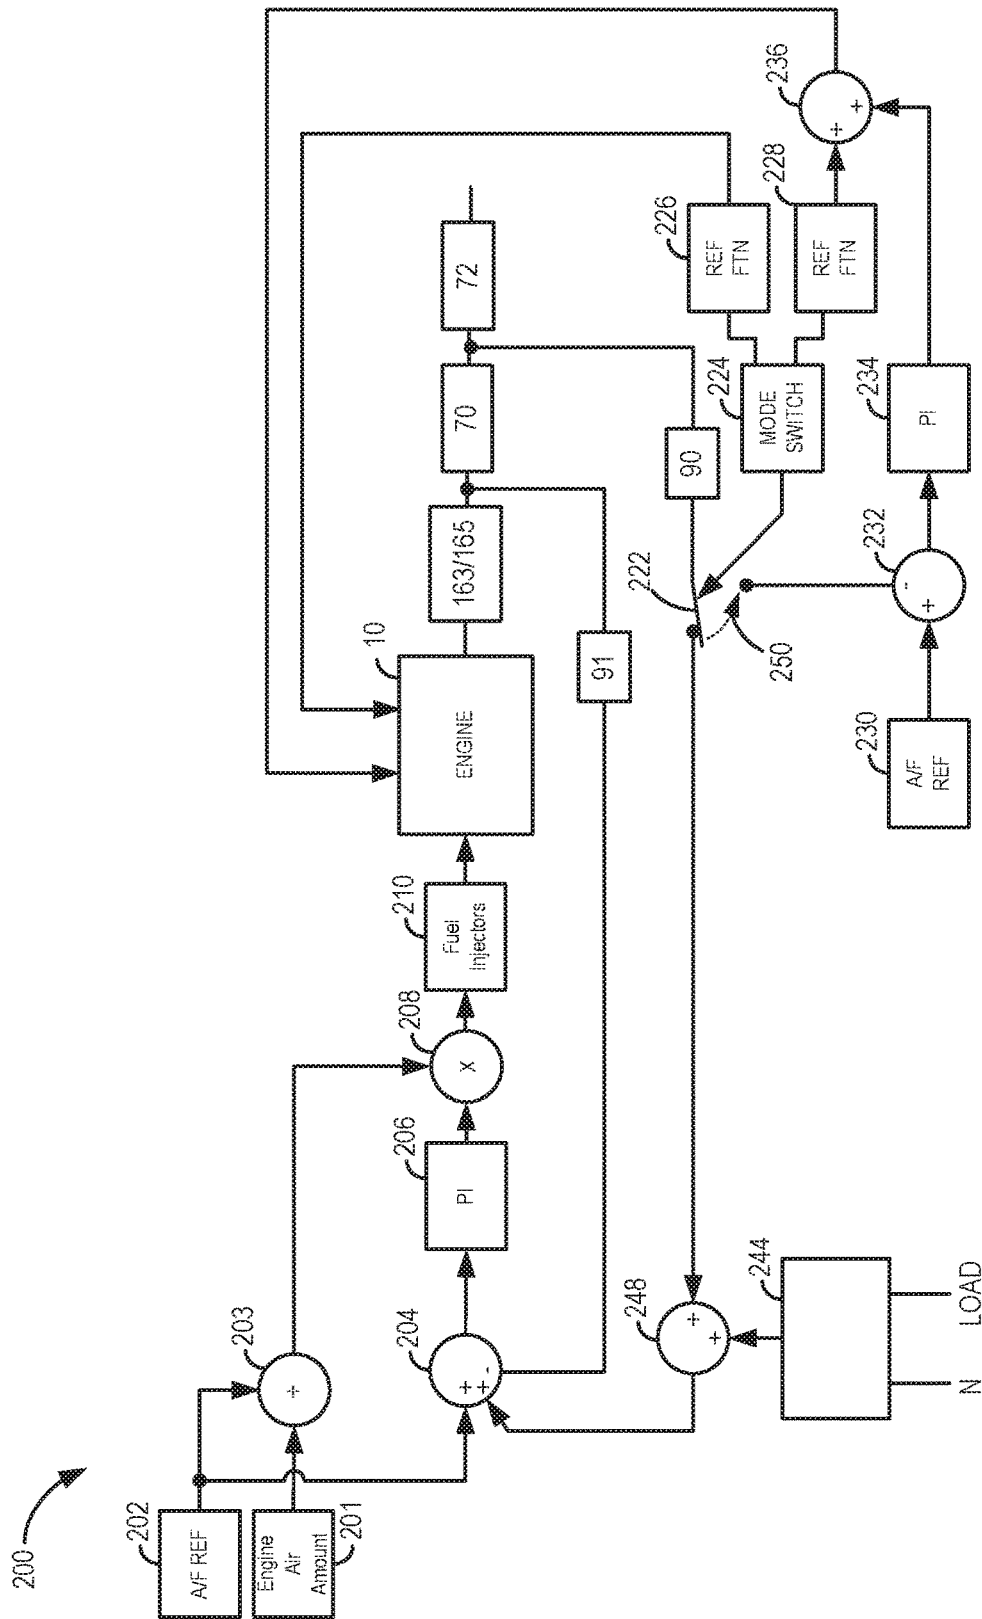 200
202
A/F REF
Engine
Air
Amount
201
203
÷
204
+
+
-
206
PI
208
X
210
Fuel
Injectors
10
ENGINE
163/165
70
72
91
90
222
250
224
MODE
SWITCH
226
REF
FTN
228
REF
FTN
230
A/F
REF
232
+
-
234
PI
236
+
+
248
+
+
244
N
LOAD